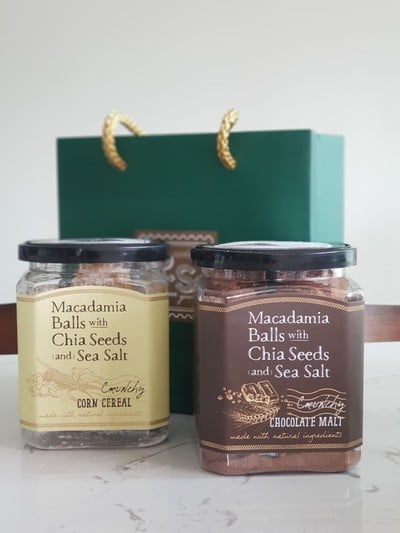 Macadamia
Balls with
Chia Seeds
(and) Sea Salt
Crunchy
CORN CEREAL
made with natural ingredients
Macadamia
Balls with
Chia Seeds
(and) Sea Salt
Crunchy
CHOCOLATE MALT
made with natural ingredients